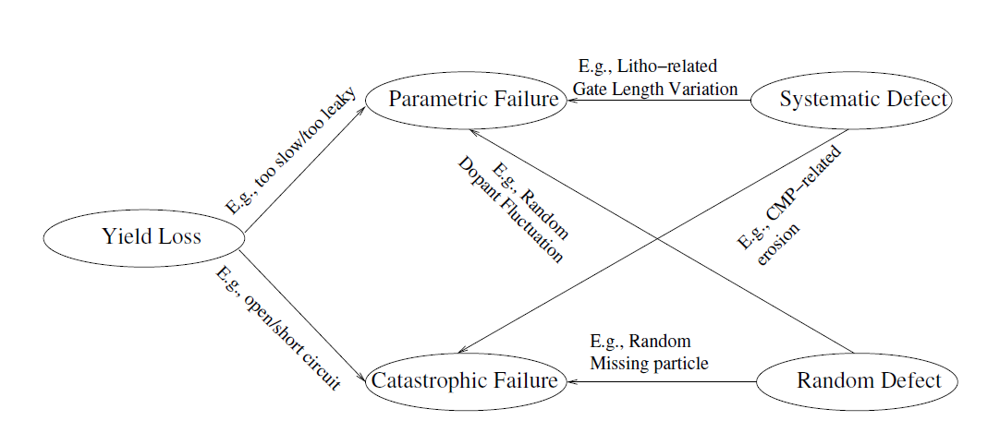 E.g., Litho-related
Gate Length Variation
Parametric Failure
Systematic Defect
E.g., too slow/too leaky
E.g., Random
Dopant Fluctuation
E.g., CMP-related
erosion
Yield Loss
E.g., open/short circuit
E.g., Random
Missing particle
Catastrophic Failure
Random Defect